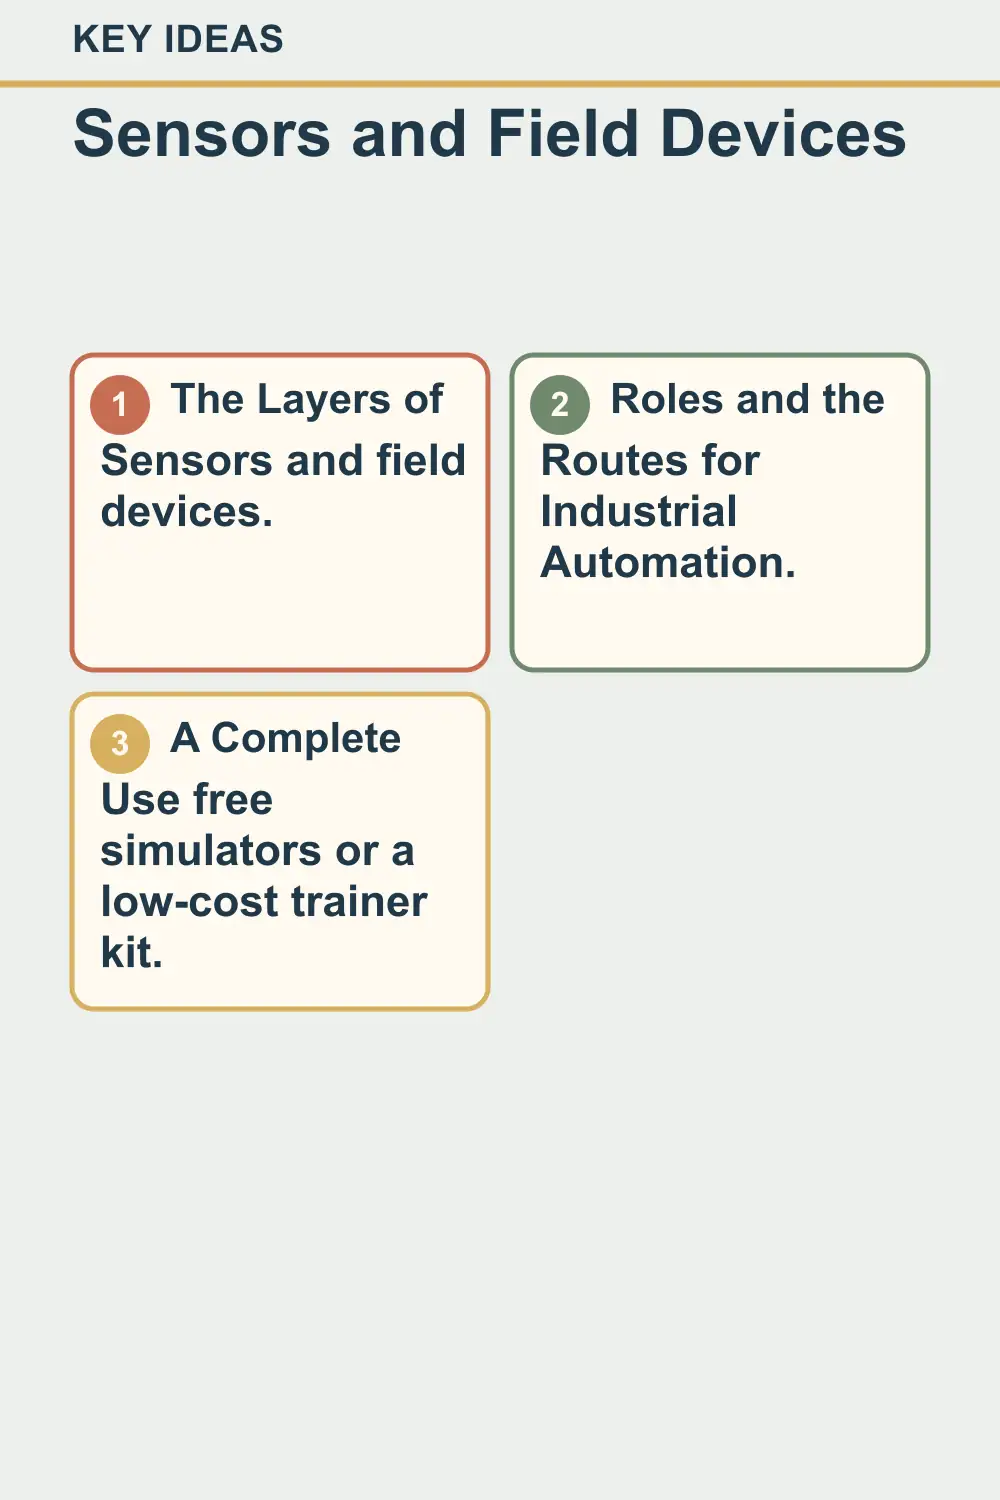 KEY IDEAS
Sensors and Field Devices
1 The Layers of
Sensors and field
devices.
2 Roles and the
Routes for
Industrial
Automation.
3 A Complete
Use free
simulators or a
low-cost trainer
kit.